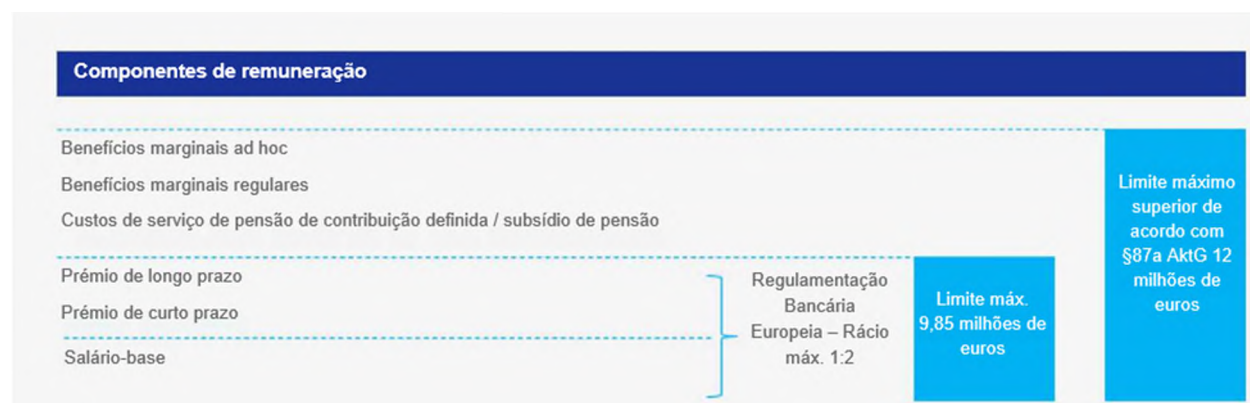 Componentes de remuneração
Benefícios marginais ad hoc
Benefícios marginais regulares
Custos de serviço de pensão de contribuição definida / subsídio de pensão
Prémio de longo prazo
Prémio de curto prazo
Salário-base
Regulamentação
Bancária
Europeia – Rácio
máx. 1:2
Limite máx.
9,85 milhões de
euros
Limite máximo
superior de
acordo com
§87a AktG 12
milhões de
euros